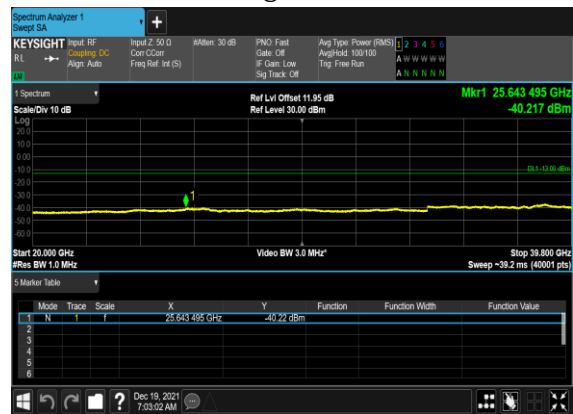 Spectrum Analyzer 1
Swept SA
+
KEYSIGHT
RL
Input: RF
Coupling: DC
Align: Auto
Input Z: 50 Ω
Corr CCorr
Freq Ref: Int (S)
#Atten: 30 dB
PNO: Fast
Gate: Off
IF Gain: Low
Sig Track: Off
Avg Type: Power (RMS)
Avg|Hold: 100/100
Trig: Free Run
1 2 3 4 5 6
A W W W W W
A N N N N N
LU
1 Spectrum
Scale/Div 10 dB
Ref Lvl Offset 11.95 dB
Ref Level 30.00 dBm
Mkr1 25.643 495 GHz
-40.217 dBm
Log
20.0
10.0
0.00
-10.0
DL1 -13.00 dBm
-20.0
-30.0
1
-40.0
-50.0
-60.0
Start 20.000 GHz
#Res BW 1.0 MHz
Video BW 3.0 MHz*
Stop 39.800 GHz
Sweep ~39.2 ms (40001 pts)
5 Marker Table
Mode Trace Scale X Y Function Function Width Function Value
1 N 1 f 25.643 495 GHz -40.22 dBm
2
3
4
5
6
?
Dec 19, 2021
7:03:02 AM